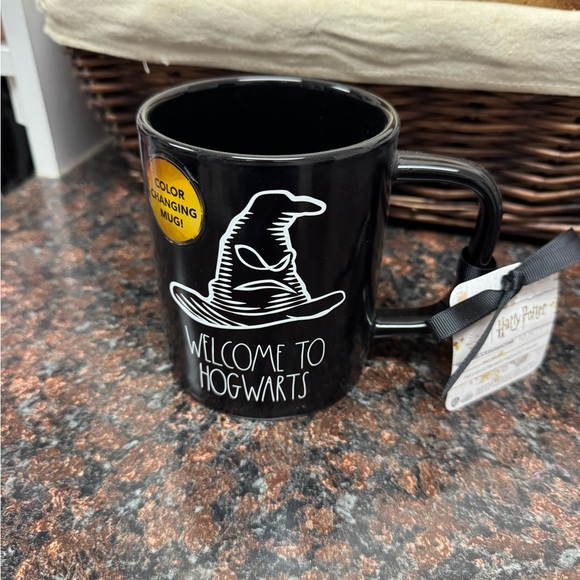 COLOR
CHANGING
MUG!
WELCOME TO
HOGWARTS
Harry Potter